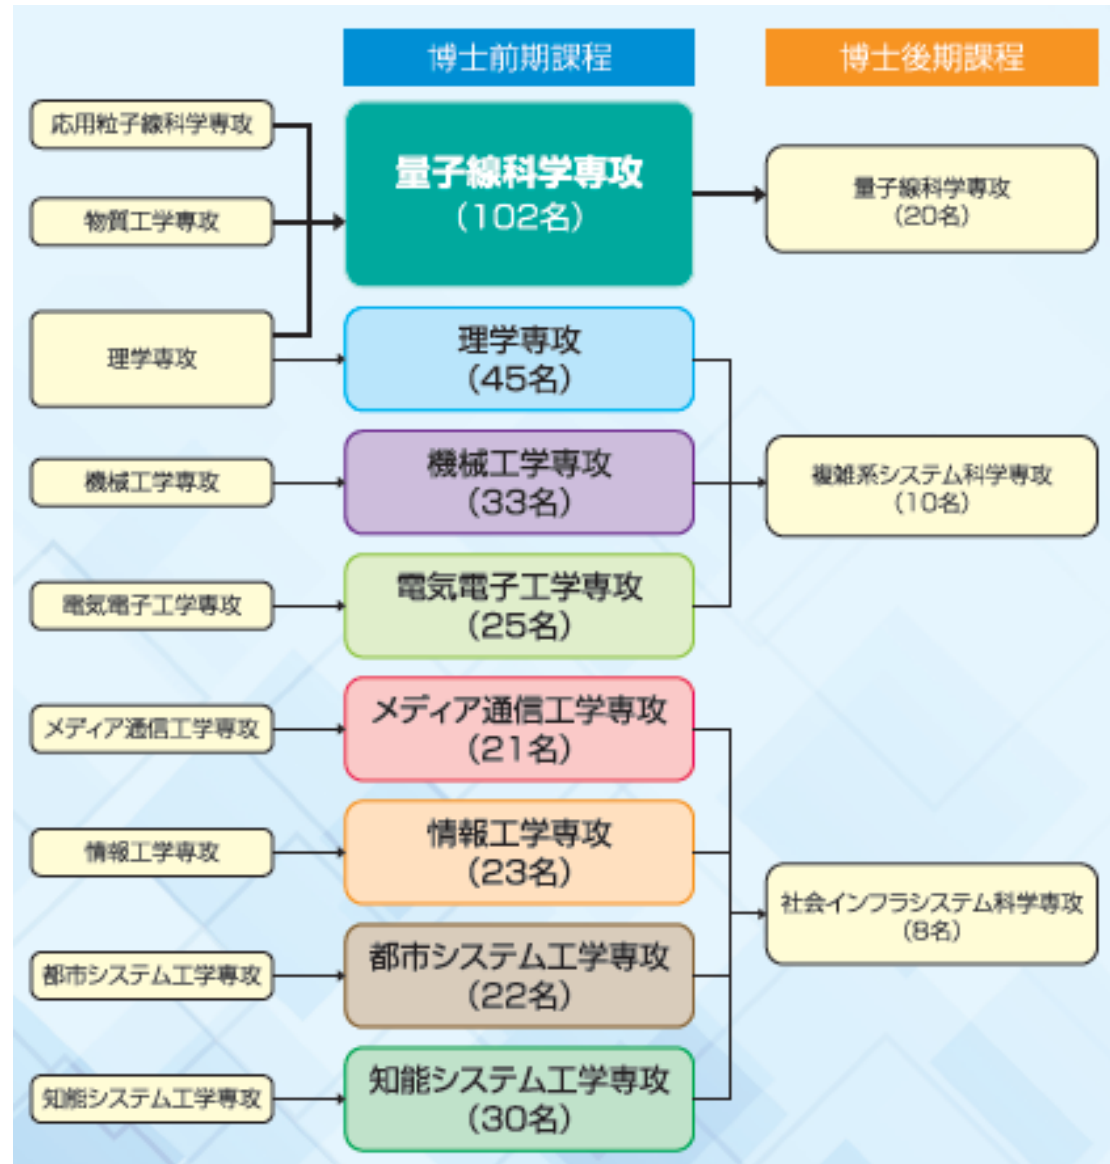 博士前期課程
博士後期課程
応用粒子線科学専攻
物質工学専攻
理学専攻
機械工学専攻
電気電子工学専攻
メディア通信工学専攻
情報工学専攻
都市システム工学専攻
知能システム工学専攻
量子線科学専攻
(102名)
理学専攻
(45名)
機械工学専攻
(33名)
電気電子工学専攻
(25名)
メディア通信工学専攻
(21名)
情報工学専攻
(23名)
都市システム工学専攻
(22名)
知能システム工学専攻
(30名)
量子線科学専攻
(20名)
複雑系システム科学専攻
(10名)
社会インフラシステム科学専攻
(8名)